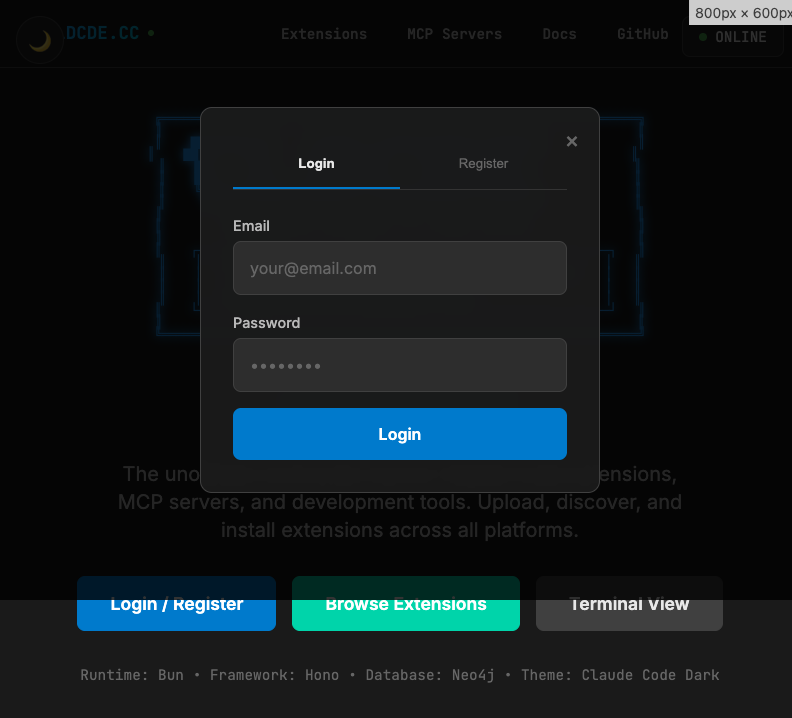 800px × 600px
DCDE.CC
Extensions MCP Servers Docs GitHub ONLINE
×
Login Register
Email
your@email.com
Password
••••••••
Login
The uno ensions,
MCP servers, and development tools. Upload, discover, and
install extensions across all platforms.
Login / Register Browse Extensions Terminal View
Runtime: Bun • Framework: Hono • Database: Neo4j • Theme: Claude Code Dark